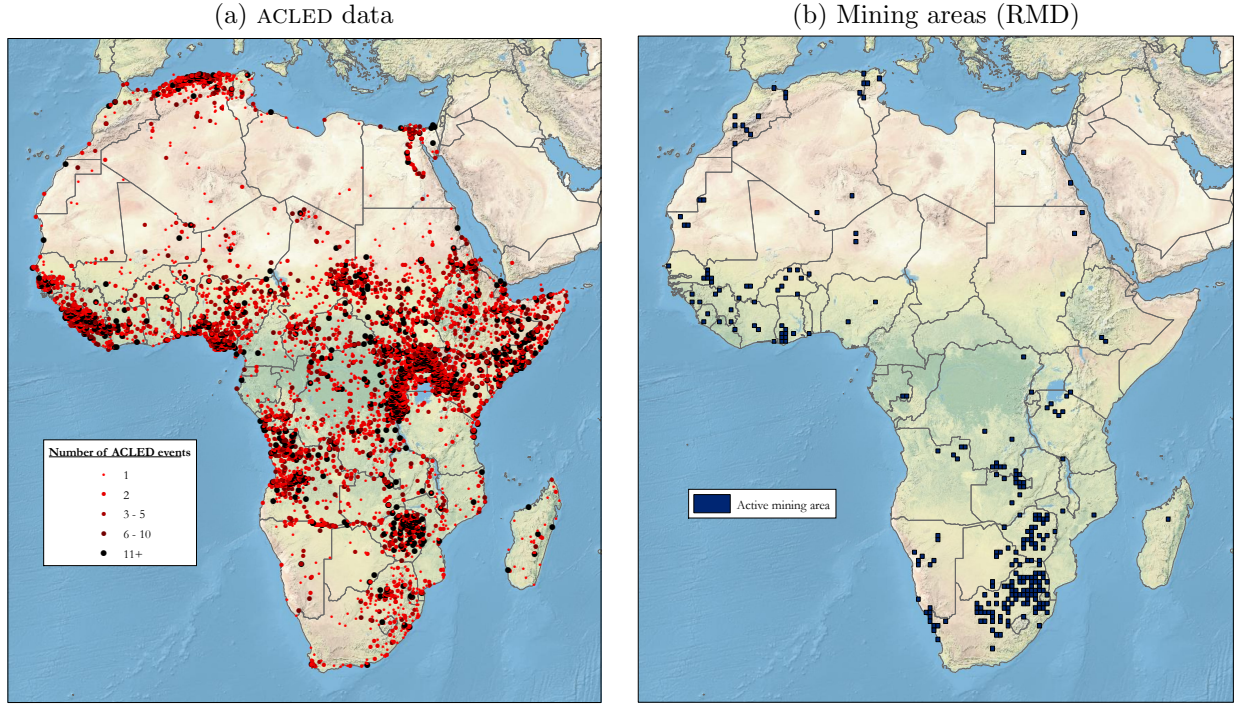 (a) ACLED data
Number of ACLED events
1
2
3 - 5
6 - 10
11+
(b) Mining areas (RMD)
Active mining area